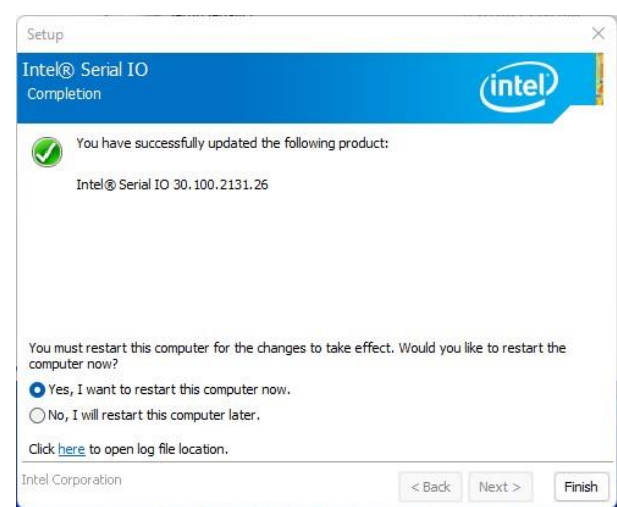 Setup
Intel® Serial IO
Completion
intel
You have successfully updated the following product:
Intel® Serial IO 30.100.2131.26
You must restart this computer for the changes to take effect. Would you like to restart the
computer now?
Yes, I want to restart this computer now.
No, I will restart this computer later.
Click here to open log file location.
Intel Corporation
< Back Next > Finish